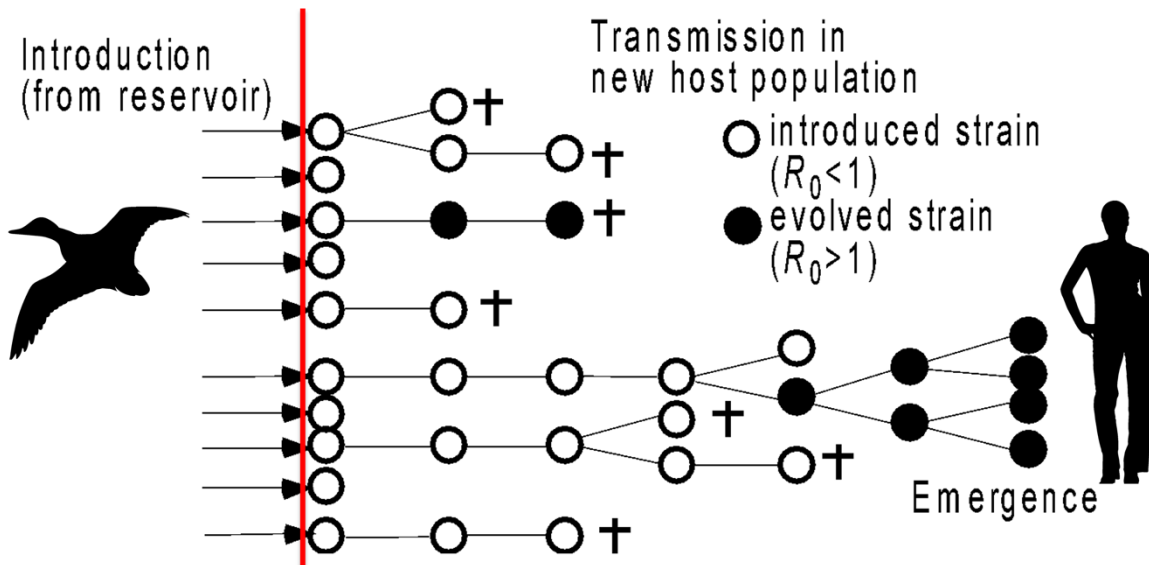 Introduction
(from reservoir)
Transmission in
new host population
introduced strain
(R₀<1)
evolved strain
(R₀>1)
Emergence